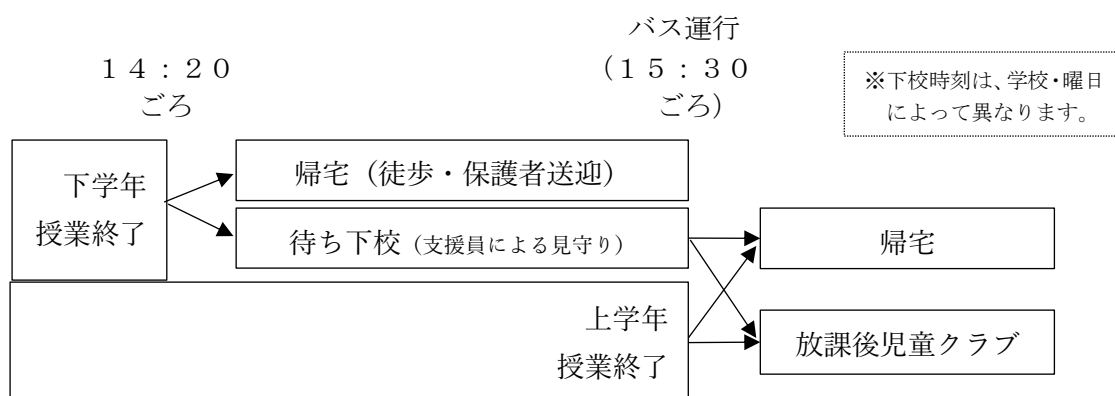 バス運行
１４：２０
ごろ
（１５：３０
ごろ）
※下校時刻は、学校・曜日
によって異なります。
下学年
授業終了
帰宅（徒歩・保護者送迎）
待ち下校（支援員による見守り）
帰宅
上学年
授業終了
放課後児童クラブ